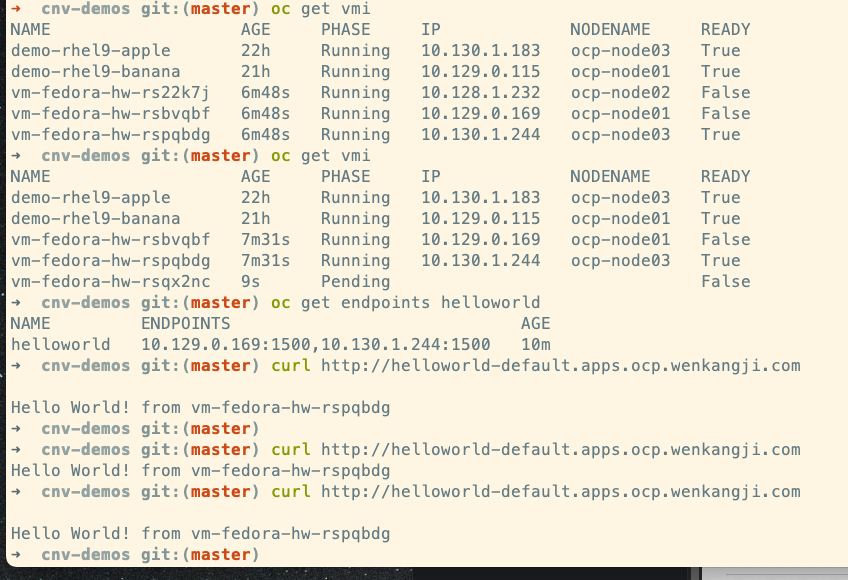 ➜  cnv-demos git:(master) oc get vmi
NAME                   AGE     PHASE     IP             NODENAME     READY
demo-rhel9-apple       22h     Running   10.130.1.183   ocp-node03   True
demo-rhel9-banana      21h     Running   10.129.0.115   ocp-node01   True
vm-fedora-hw-rs22k7j   6m48s   Running   10.128.1.232   ocp-node02   False
vm-fedora-hw-rsbvqbf   6m48s   Running   10.129.0.169   ocp-node01   False
vm-fedora-hw-rspqbdg   6m48s   Running   10.130.1.244   ocp-node03   True
➜  cnv-demos git:(master) oc get vmi
NAME                   AGE     PHASE     IP             NODENAME     READY
demo-rhel9-apple       22h     Running   10.130.1.183   ocp-node03   True
demo-rhel9-banana      21h     Running   10.129.0.115   ocp-node01   True
vm-fedora-hw-rsbvqbf   7m31s   Running   10.129.0.169   ocp-node01   False
vm-fedora-hw-rspqbdg   7m31s   Running   10.130.1.244   ocp-node03   True
vm-fedora-hw-rsqx2nc   9s      Pending                               False
➜  cnv-demos git:(master) oc get endpoints helloworld
NAME         ENDPOINTS                             AGE
helloworld   10.129.0.169:1500,10.130.1.244:1500   10m
➜  cnv-demos git:(master) curl http://helloworld-default.apps.ocp.wenkangji.com
Hello World! from vm-fedora-hw-rspqbdg
➜  cnv-demos git:(master)
➜  cnv-demos git:(master) curl http://helloworld-default.apps.ocp.wenkangji.com
Hello World! from vm-fedora-hw-rspqbdg
➜  cnv-demos git:(master) curl http://helloworld-default.apps.ocp.wenkangji.com
Hello World! from vm-fedora-hw-rspqbdg
➜  cnv-demos git:(master)